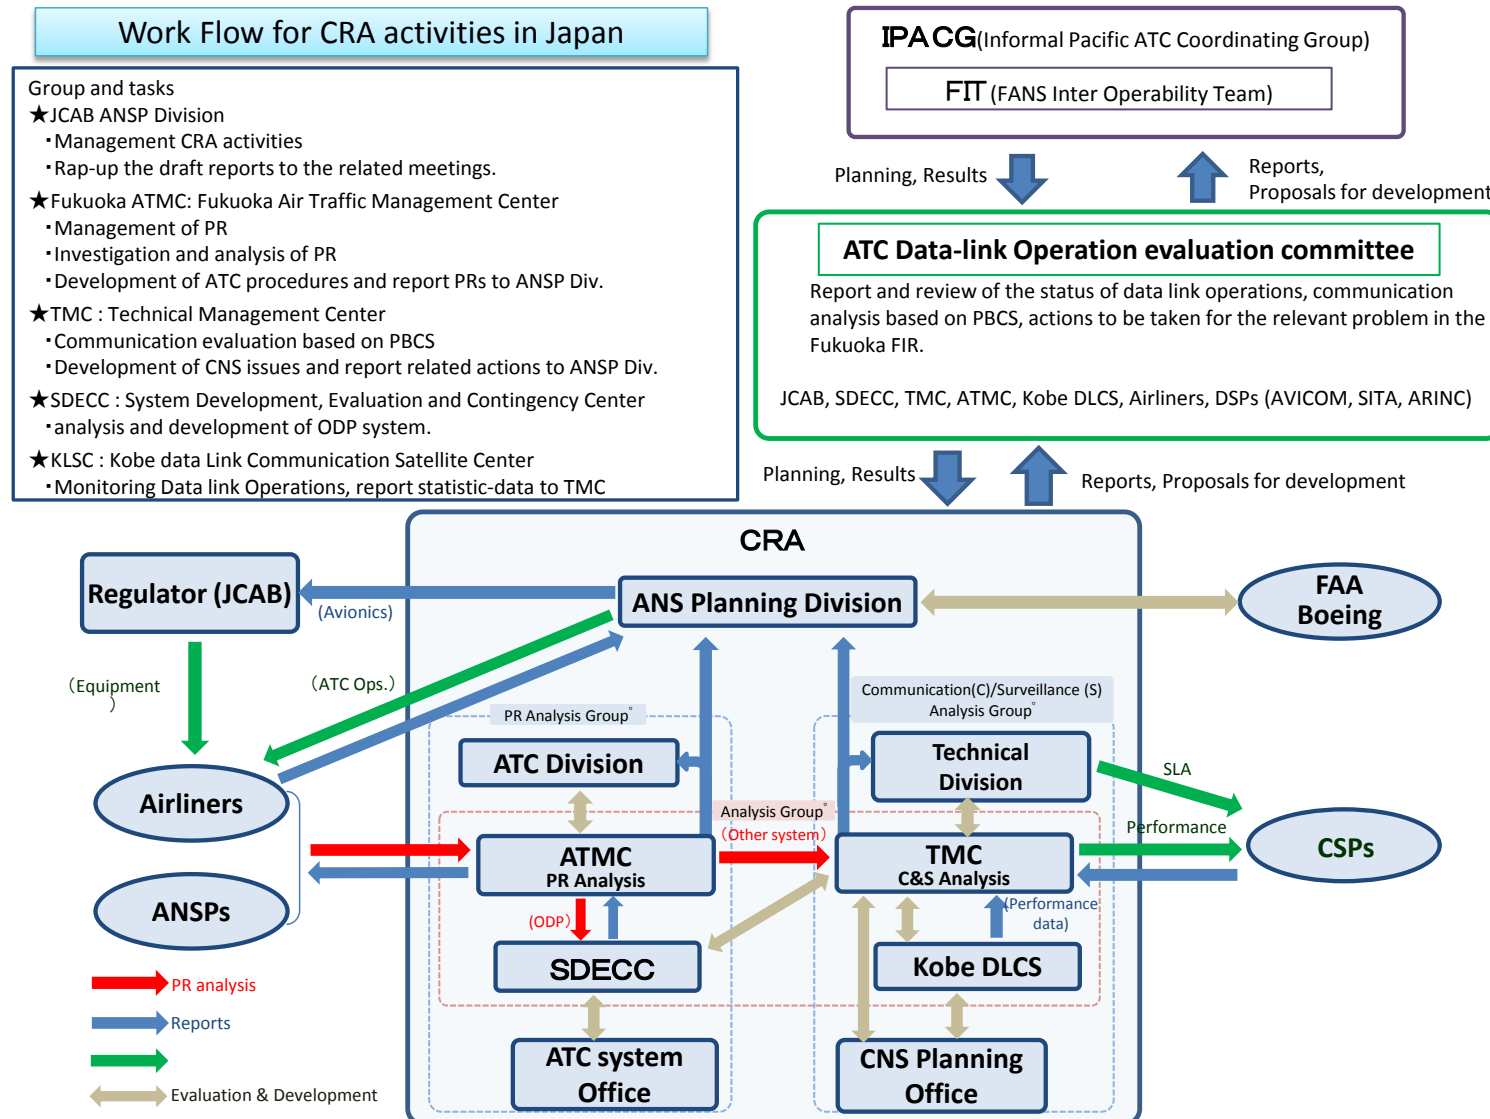 Work Flow for CRA activities in Japan
Group and tasks
★JCAB ANSP Division
・Management CRA activities
・Rap-up the draft reports to the related meetings.
★Fukuoka ATMC: Fukuoka Air Traffic Management Center
・Management of PR
・Investigation and analysis of PR
・Development of ATC procedures and report PRs to ANSP Div.
★TMC : Technical Management Center
・Communication evaluation based on PBCS
・Development of CNS issues and report related actions to ANSP Div.
★SDECC : System Development, Evaluation and Contingency Center
・analysis and development of ODP system.
★KLSC : Kobe data Link Communication Satellite Center
・Monitoring Data link Operations, report statistic-data to TMC
IPACG(Informal Pacific ATC Coordinating Group)
FIT (FANS Inter Operability Team)
Planning, Results
Reports,
Proposals for development
ATC Data-link Operation evaluation committee
Report and review of the status of data link operations, communication
analysis based on PBCS, actions to be taken for the relevant problem in the
Fukuoka FIR.
JCAB, SDECC, TMC, ATMC, Kobe DLCS, Airliners, DSPs (AVICOM, SITA, ARINC)
Planning, Results
Reports, Proposals for development
CRA
Regulator (JCAB)
(Avionics)
ANS Planning Division
FAA
Boeing
（Equipment
）
（ATC Ops.）
PR Analysis Group°
Communication(C)/Surveillance (S)
Analysis Group°
ATC Division
Technical
Division
SLA
Airliners
Analysis Group°
（Other system）
Performance
ATMC
PR Analysis
TMC
C&S Analysis
CSPs
ANSPs
(ODP）
(Performance
data)
SDECC
Kobe DLCS
PR analysis
Reports
Evaluation & Development
ATC system
Office
CNS Planning
Office